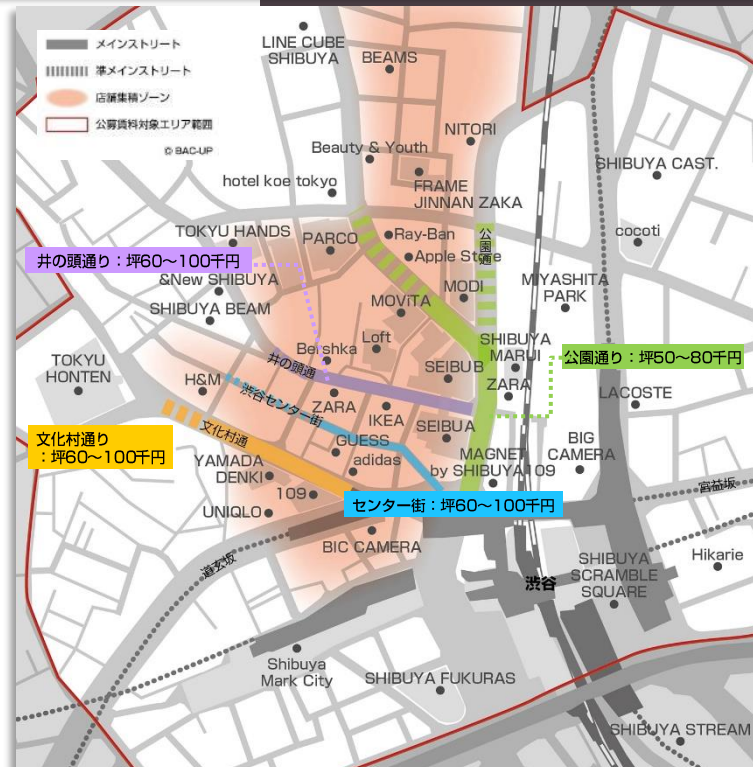 メインストリート
準メインストリート
店舗集積ゾーン
公募賃料対象エリア範囲
© BAC-UP
LINE CUBE
SHIBUYA
BEAMS
NITORI
Beauty & Youth
SHIBUYA CAST.
hotel koe tokyo
FRAME
JINNAN ZAKA
TOKYU HANDS
PARCO
Ray-Ban
公園通
cocoti
Apple Store
井の頭通り：坪60～100千円
&New SHIBUYA
MODI
MIYASHITA
PARK
SHIBUYA BEAM
MOVITA
Loft
SHIBUYA
MARUI
TOKYU
HONTEN
Bershka
井の頭通
SEIBUB
公園通り：坪50～80千円
H&M
渋谷センター街
ZARA
ZARA
LACOSTE
IKEA
SEIBUA
文化村通り
：坪60～100千円
文化村通
GUESS
BIG
CAMERA
YAMADA
DENKI
adidas
MAGNET
by SHIBUYA109
109
センター街：坪60～100千円
宮益坂
UNIQLO
BIC CAMERA
道玄坂
渋谷
SHIBUYA
SCRAMBLE
SQUARE
Hikarie
Shibuya
Mark City
SHIBUYA FUKURAS
SHIBUYA STREAM